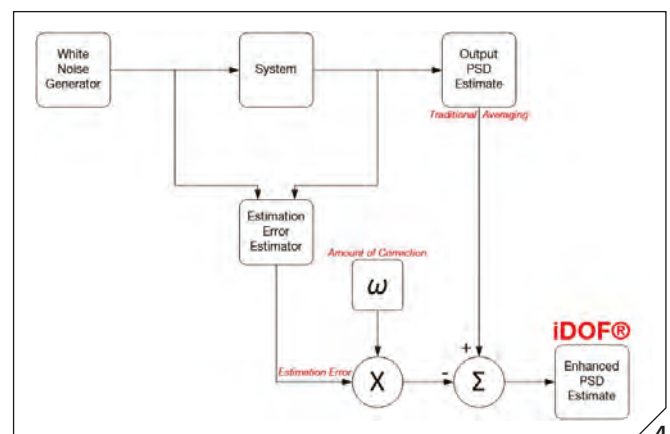 White
Noise
Generator
System
Output
PSD
Estimate
Traditional Averaging
Estimation
Error
Estimator
Amount of Correction
ω
iDOF®
Estimation Error
X
-
+
Σ
Enhanced
PSD
Estimate
4